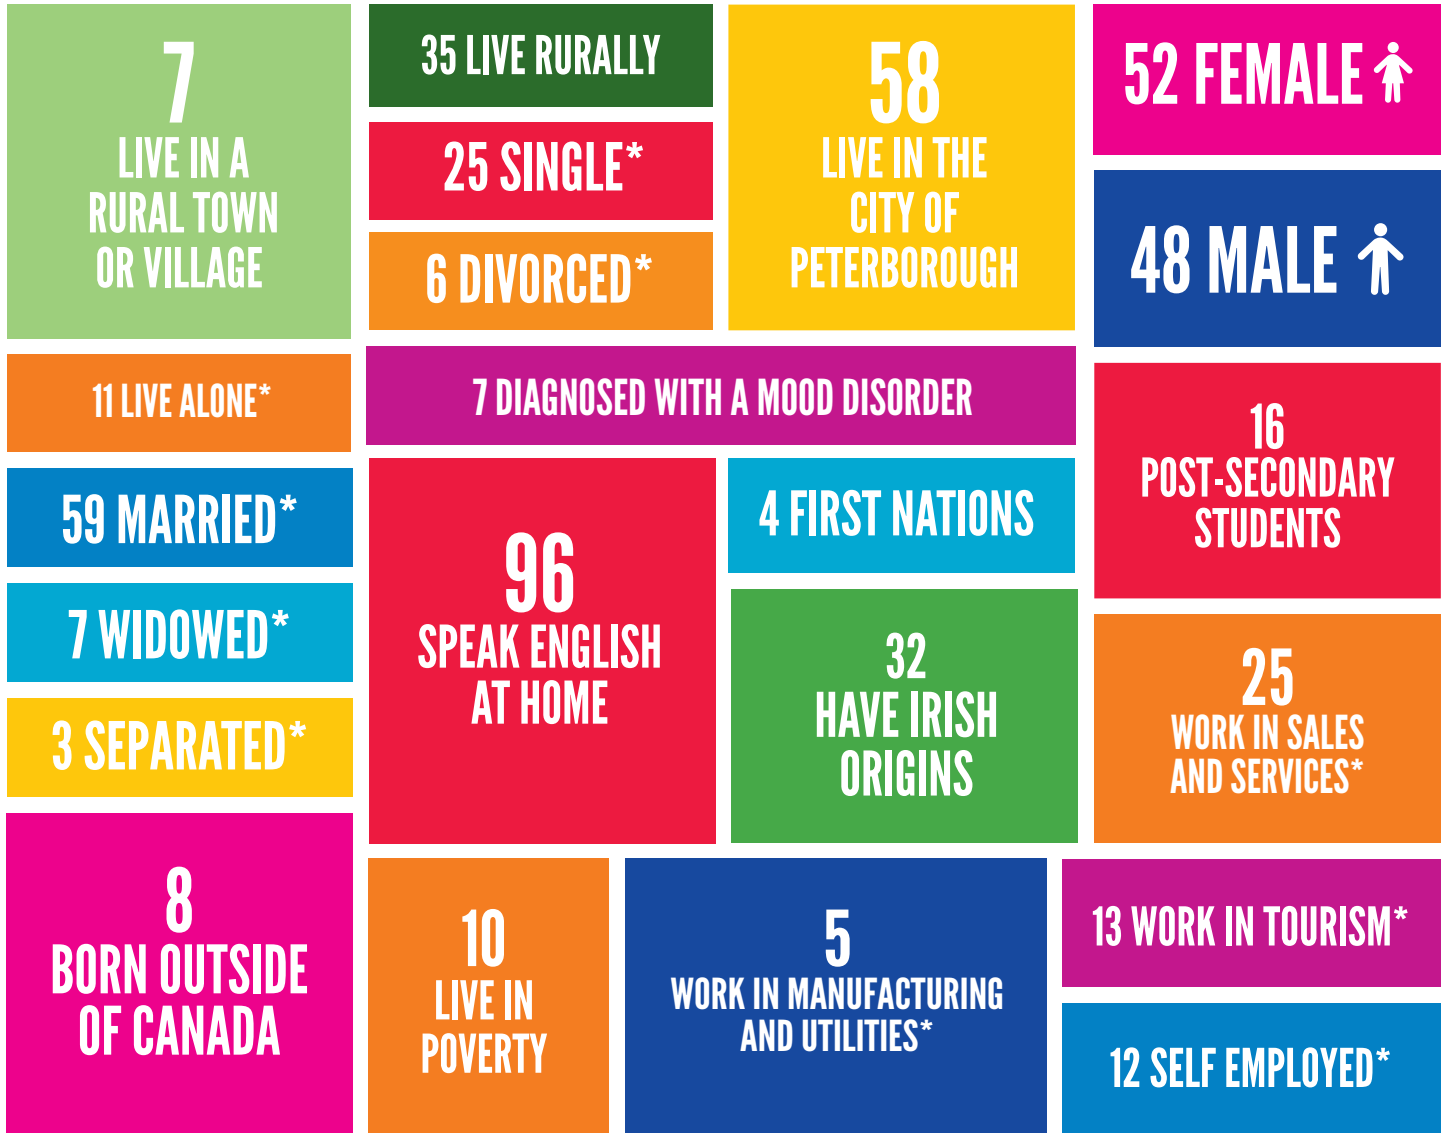 7
LIVE IN A
RURAL TOWN
OR VILLAGE
35 LIVE RURALLY
25 SINGLE*
6 DIVORCED*
58
LIVE IN THE
CITY OF
PETERBOROUGH
52 FEMALE
48 MALE
11 LIVE ALONE*
7 DIAGNOSED WITH A MOOD DISORDER
16
POST-SECONDARY
STUDENTS
59 MARRIED*
7 WIDOWED*
3 SEPARATED*
96
SPEAK ENGLISH
AT HOME
4 FIRST NATIONS
32
HAVE IRISH
ORIGINS
25
WORK IN SALES
AND SERVICES*
8
BORN OUTSIDE
OF CANADA
10
LIVE IN
POVERTY
5
WORK IN MANUFACTURING
AND UTILITIES*
13 WORK IN TOURISM*
12 SELF EMPLOYED*